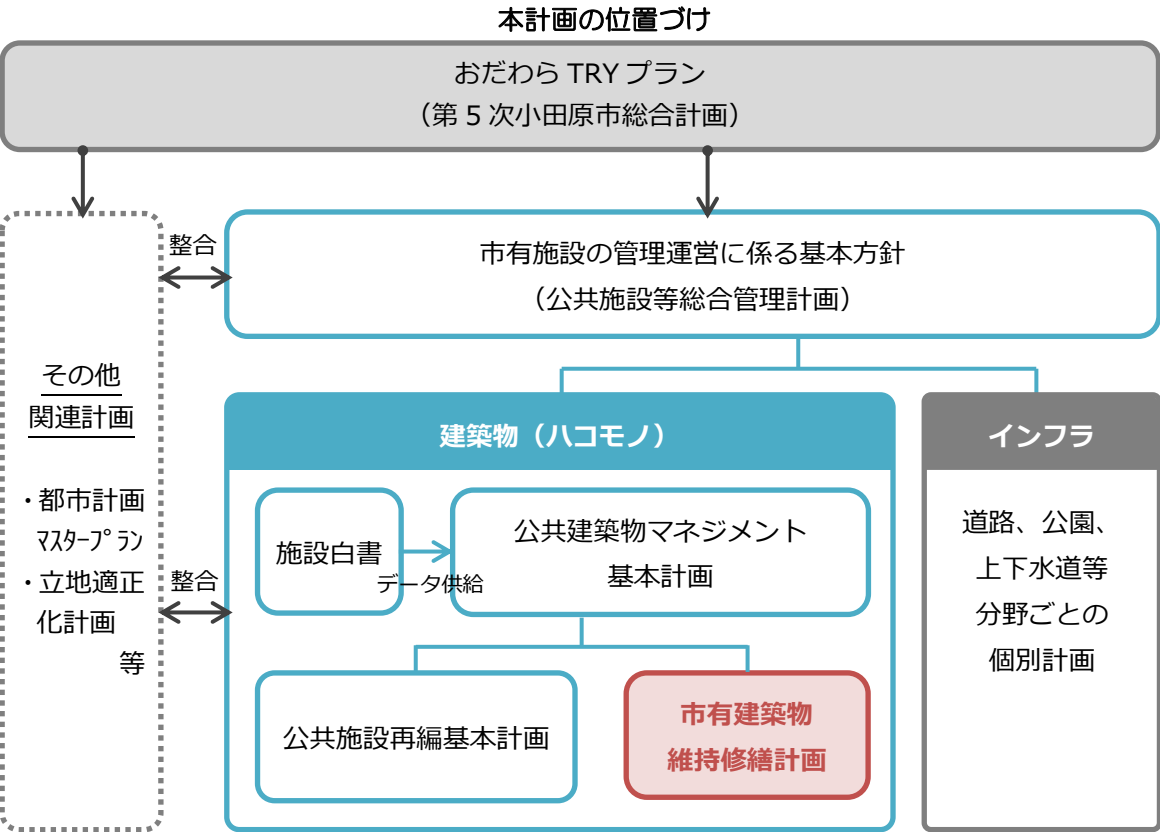 本計画の位置づけ
おだわら TRY プラン
（第 5 次小田原市総合計画）
整合
市有施設の管理運営に係る基本方針
（公共施設等総合管理計画）
その他
関連計画
・都市計画
ﾏｽﾀｰﾌﾟﾗﾝ
・立地適正
化計画
等
整合
建築物（ハコモノ）
施設白書
データ供給
公共建築物マネジメント
基本計画
公共施設再編基本計画
市有建築物
維持修繕計画
インフラ
道路、公園、
上下水道等
分野ごとの
個別計画